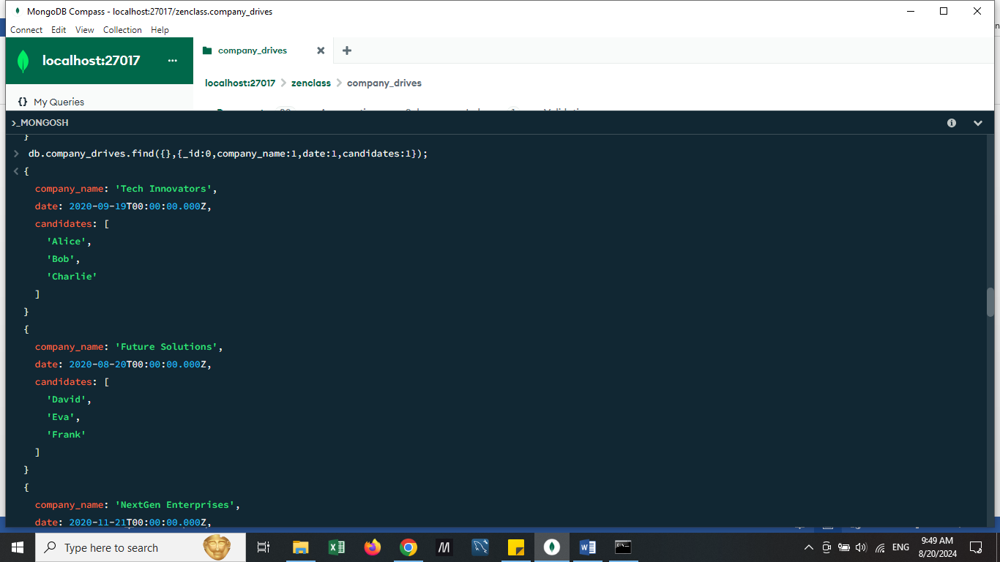 MongoDB Compass - localhost:27017/zenclass.company_drives
Connect Edit View Collection Help
localhost:27017 ...
company_drives
localhost:27017 > zenclass > company_drives
{} My Queries
>_MONGOSH
}
> db.company_drives.find({},{_id:0,company_name:1,date:1,candidates:1});
< {
company_name: 'Tech Innovators',
date: 2020-09-19T00:00:00.000Z,
candidates: [
'Alice',
'Bob',
'Charlie'
]
}
{
company_name: 'Future Solutions',
date: 2020-08-20T00:00:00.000Z,
candidates: [
'David',
'Eva',
'Frank'
]
}
{
company_name: 'NextGen Enterprises',
date: 2020-11-21T00:00:00.000Z,
Type here to search
ENG
9:49 AM
8/20/2024